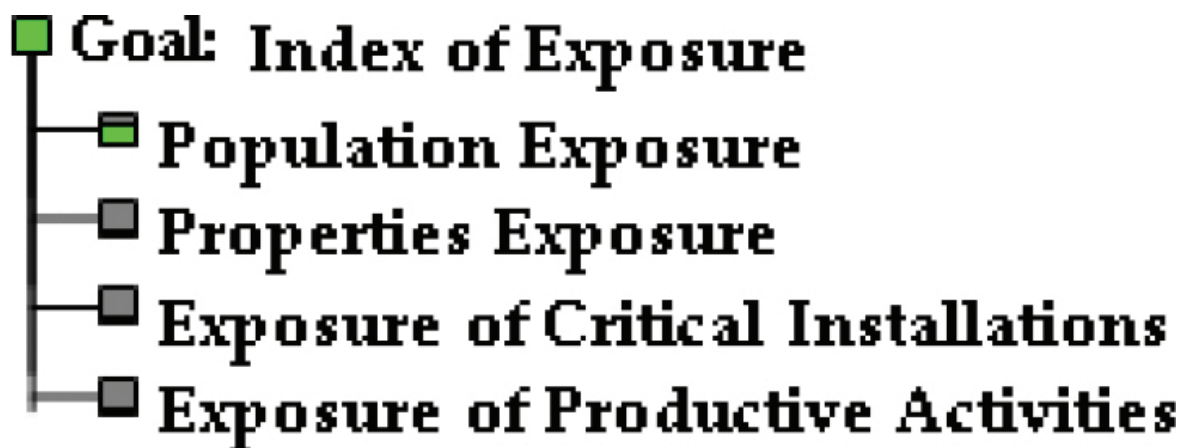 Goal: Index of Exposure
Population Exposure
Properties Exposure
Exposure of Critical Installations
Exposure of Productive Activities